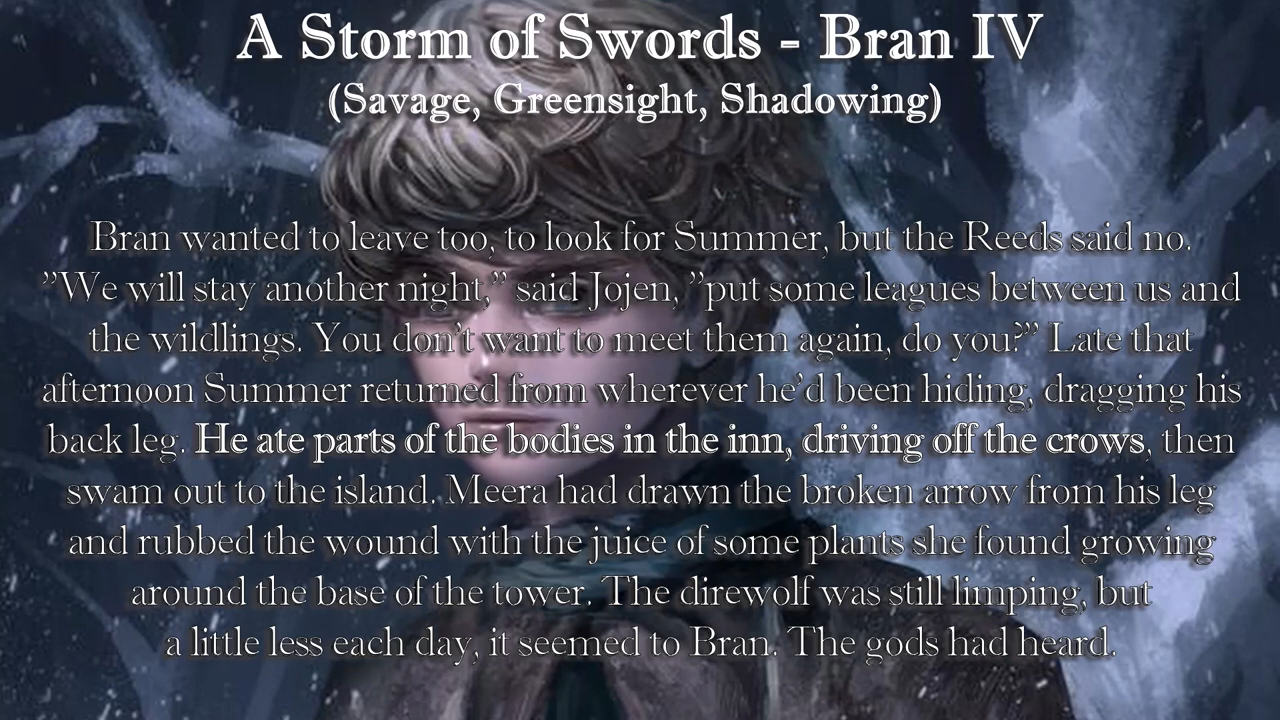 A Storm of Swords - Bran IV
(Savage, Greensight, Shadowing)
Bran wanted to leave too, to look for Summer, but the Reeds said no.
”We will stay another night,” said Jojen, ”put some leagues between us and
the wildlings. You don’t want to meet them again, do you?” Late that
afternoon Summer returned from wherever he’d been hiding, dragging his
back leg. He ate parts of the bodies in the inn, driving off the crows, then
swam out to the island. Meera had drawn the broken arrow from his leg
and rubbed the wound with the juice of some plants she found growing
around the base of the tower. The direwolf was still limping, but
a little less each day, it seemed to Bran. The gods had heard.